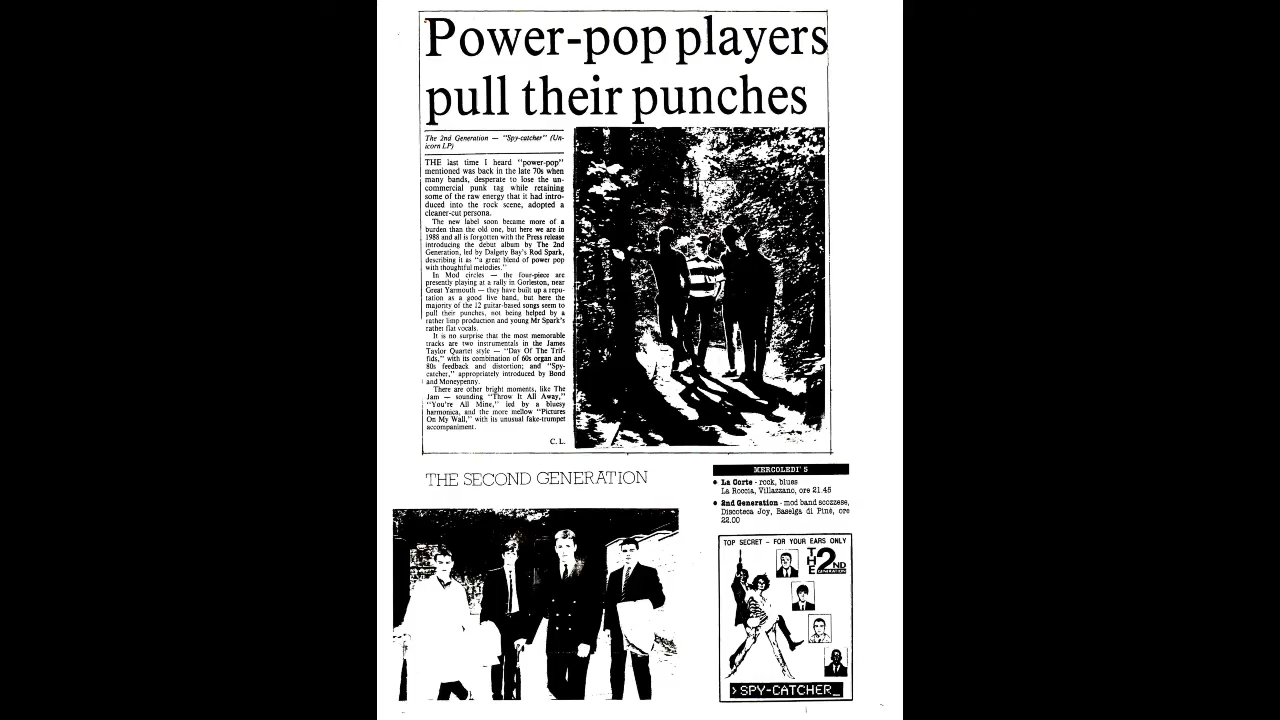 Power-pop players
pull their punches
The 2nd Generation — "Spy-catcher" (Un-
icorn LP)
THE last time I heard "power-pop"
mentioned was back in the late 70s when
many bands, desperate to lose the un-
commercial punk tag while retaining
some of the raw energy that it had intro-
duced into the rock scene, adopted a
cleaner-cut persona.
The new label soon became more of a
burden than the old one, but here we are in
1988 and all is forgotten with the Press release
introducing the debut album by The 2nd
Generation, led by Dalgety Bay's Rod Spark,
describing it as "a great blend of power pop
with thoughtful melodies."
In Mod circles — the four-piece are
presently playing at a rally in Gorleston, near
Great Yarmouth — they have built up a repu-
tation as a good live band, but here the
majority of the 12 guitar-based songs seem to
pull their punches, not being helped by a
rather limp production and young Mr Spark's
rather flat vocals.
It is no surprise that the most memorable
tracks are two instrumentals in the James
Taylor Quartet style — "Day Of The Trif-
fids," with its combination of 60s organ and
80s feedback and distortion; and "Spy-
catcher," appropriately introduced by Bond
and Moneypenny.
There are other bright moments, like The
Jam — sounding "Throw It All Away,"
"You're All Mine," led by a bluesy
harmonica, and the more mellow "Pictures
On My Wall," with its unusual fake-trumpet
accompaniment.
C. L.
THE SECOND GENERATION
MERCOLEDI' 5
• La Corte - rock, blues
La Roccia, Villazzano, ore 21.45
• 2nd Generation - mod band scozzese,
Discoteca Joy, Baselga di Piné, ore
22.00
TOP SECRET - FOR YOUR EARS ONLY
THE 2ND
GENERATION
>SPY-CATCHER_